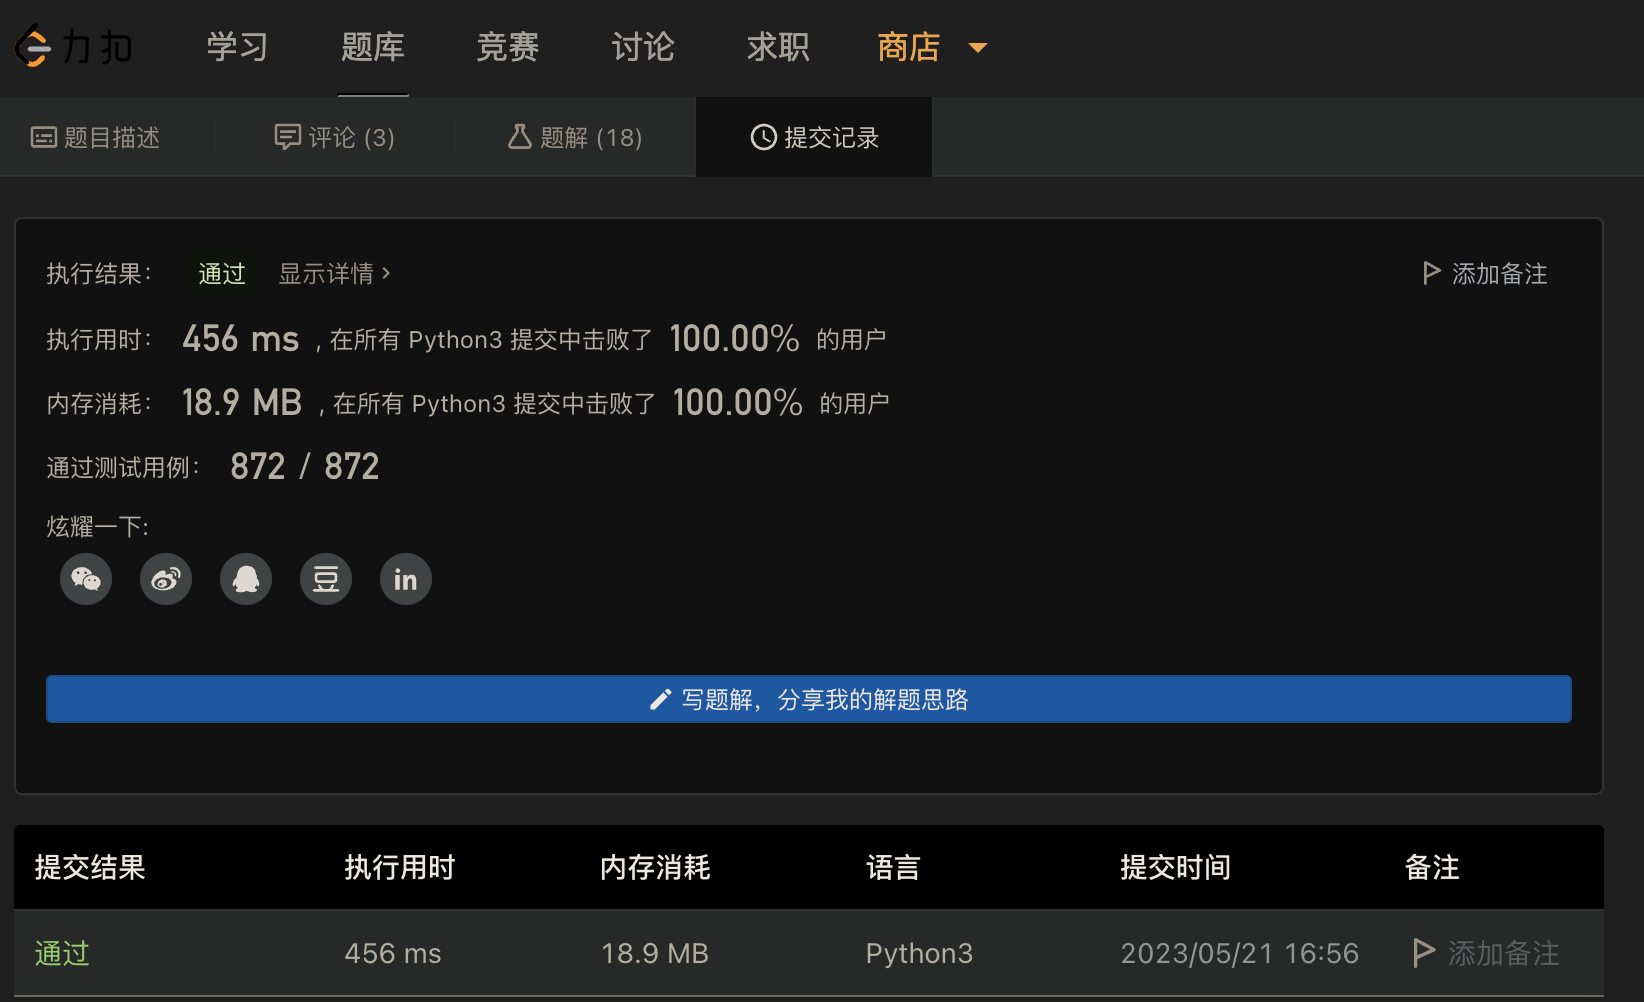 力扣 学习 题库 竞赛 讨论 求职 商店
题目描述 评论 (3) 题解 (18) 提交记录
执行结果： 通过 显示详情 > 添加备注
执行用时： 456 ms , 在所有 Python3 提交中击败了 100.00% 的用户
内存消耗： 18.9 MB , 在所有 Python3 提交中击败了 100.00% 的用户
通过测试用例： 872 / 872
炫耀一下:
豆 in
写题解，分享我的解题思路
提交结果 执行用时 内存消耗 语言 提交时间 备注
通过 456 ms 18.9 MB Python3 2023/05/21 16:56 添加备注